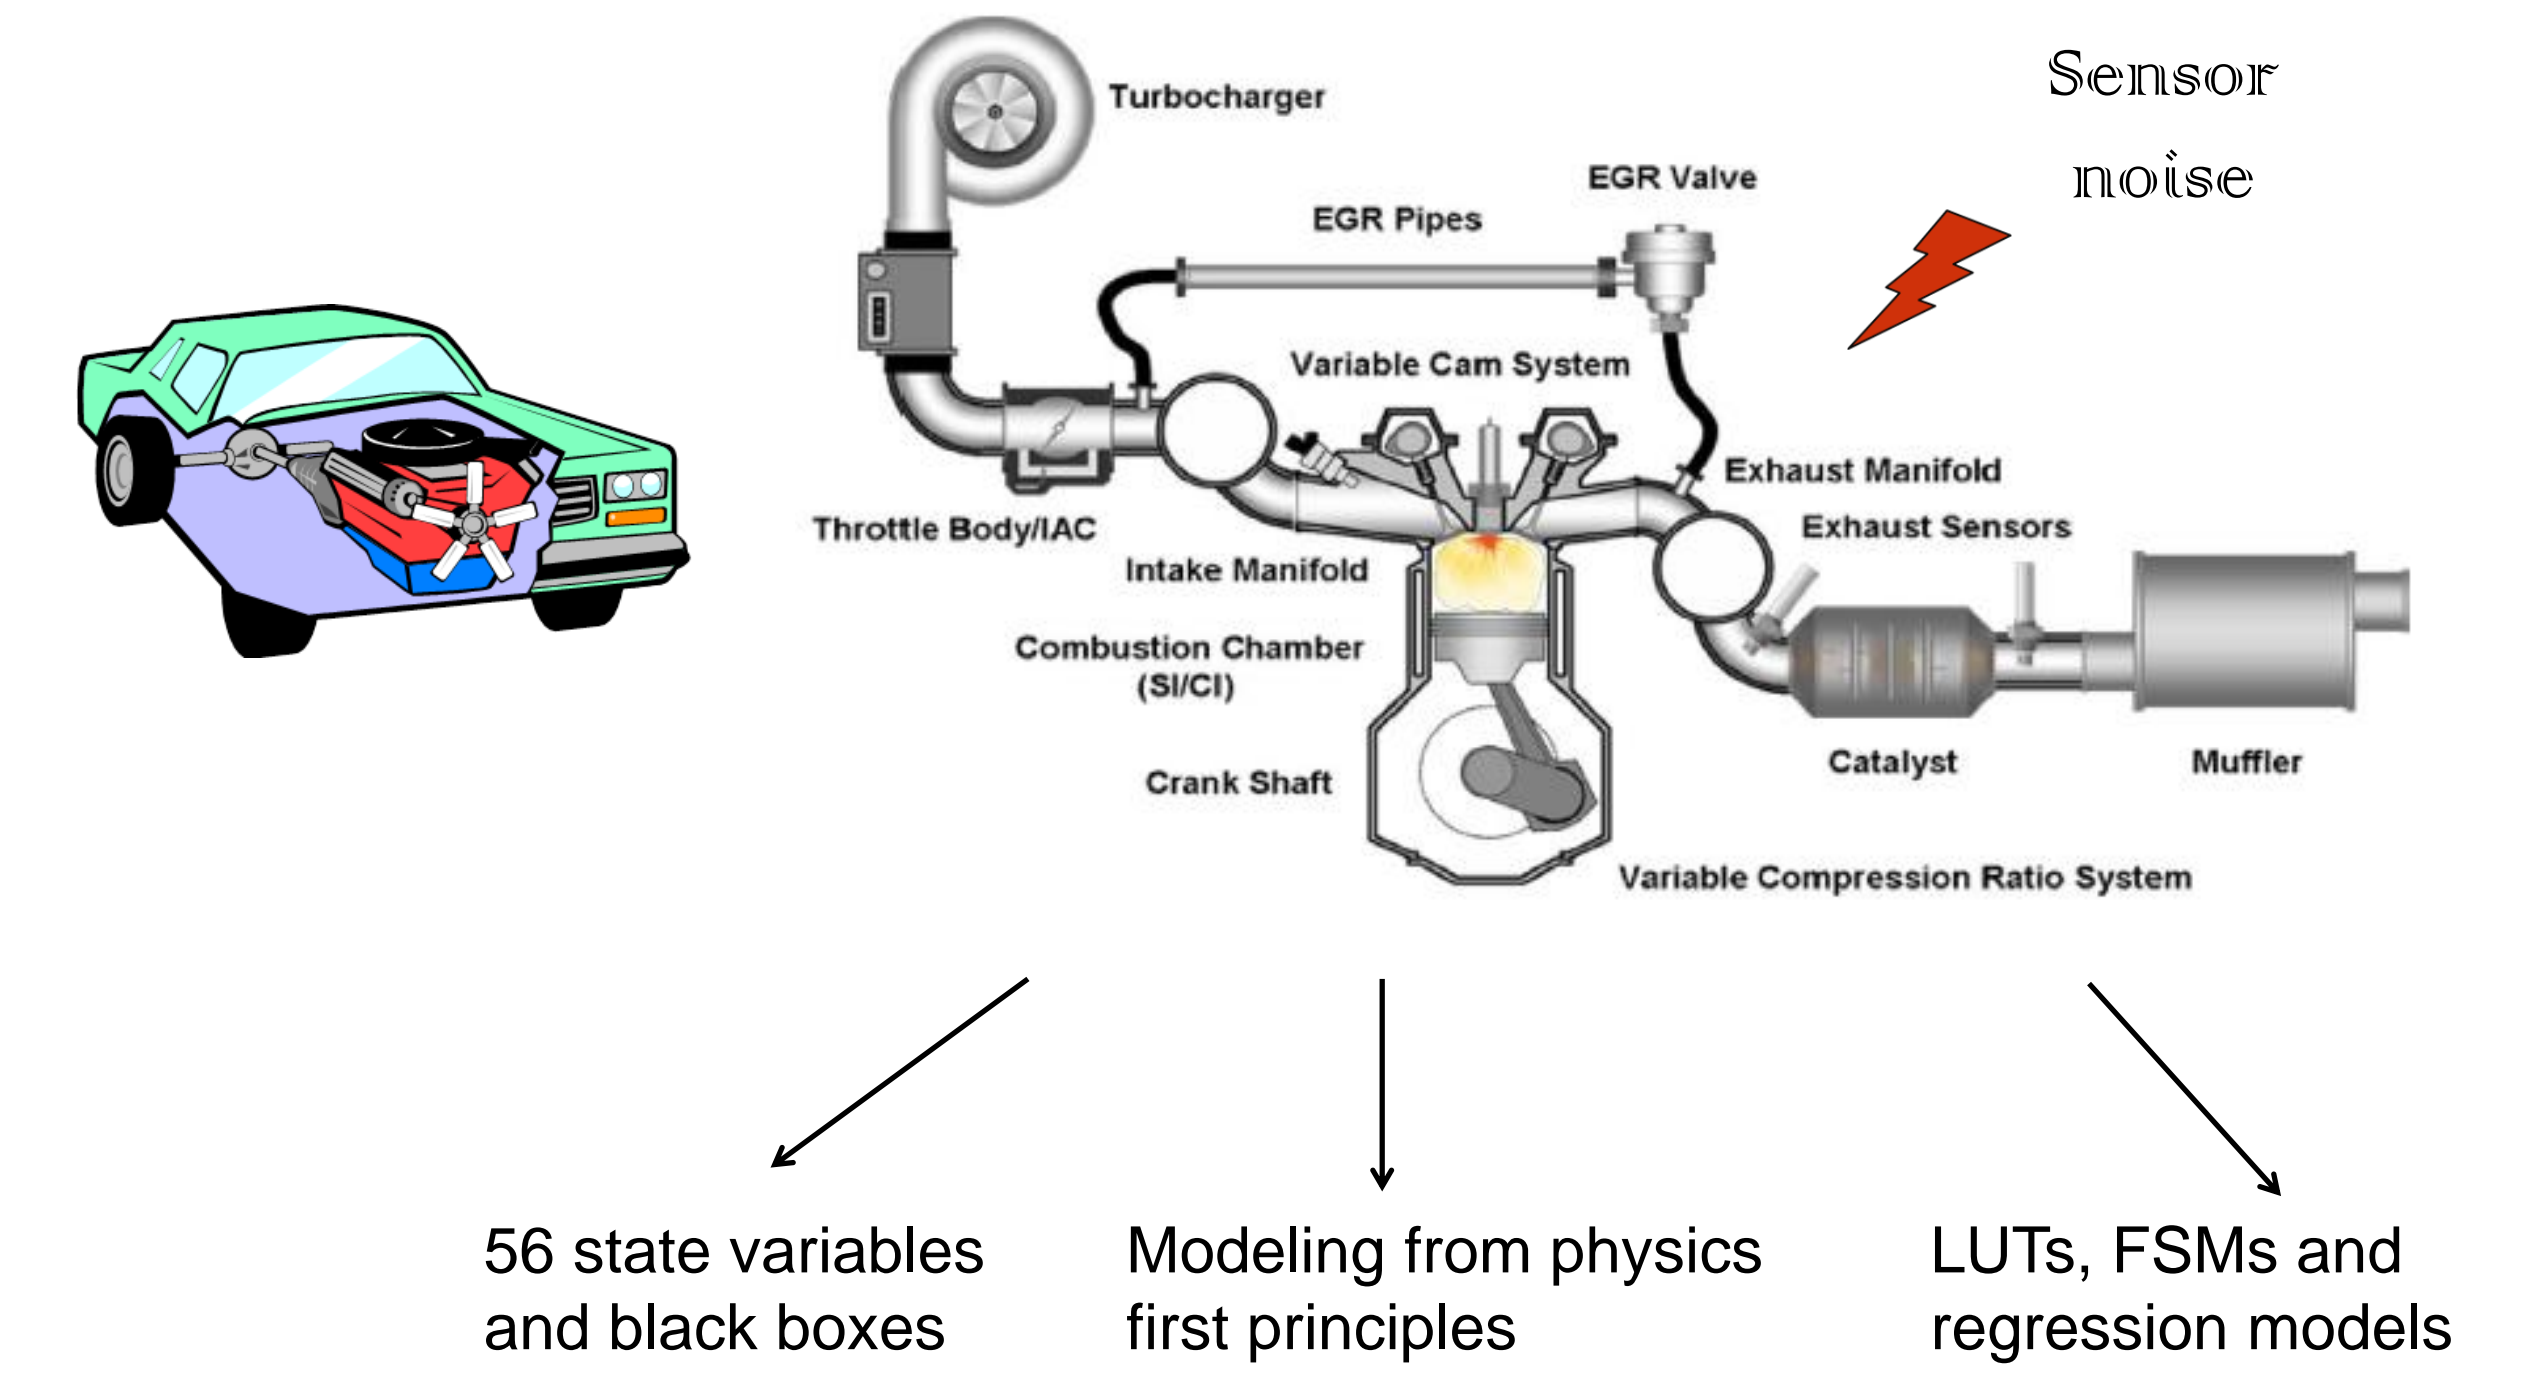 Sensor
noise
Turbocharger
EGR Valve
EGR Pipes
Variable Cam System
Exhaust Manifold
Throttle Body/IAC
Exhaust Sensors
Intake Manifold
Combustion Chamber
(SI/CI)
Catalyst
Muffler
Crank Shaft
Variable Compression Ratio System
56 state variables
and black boxes
Modeling from physics
first principles
LUTs, FSMs and
regression models